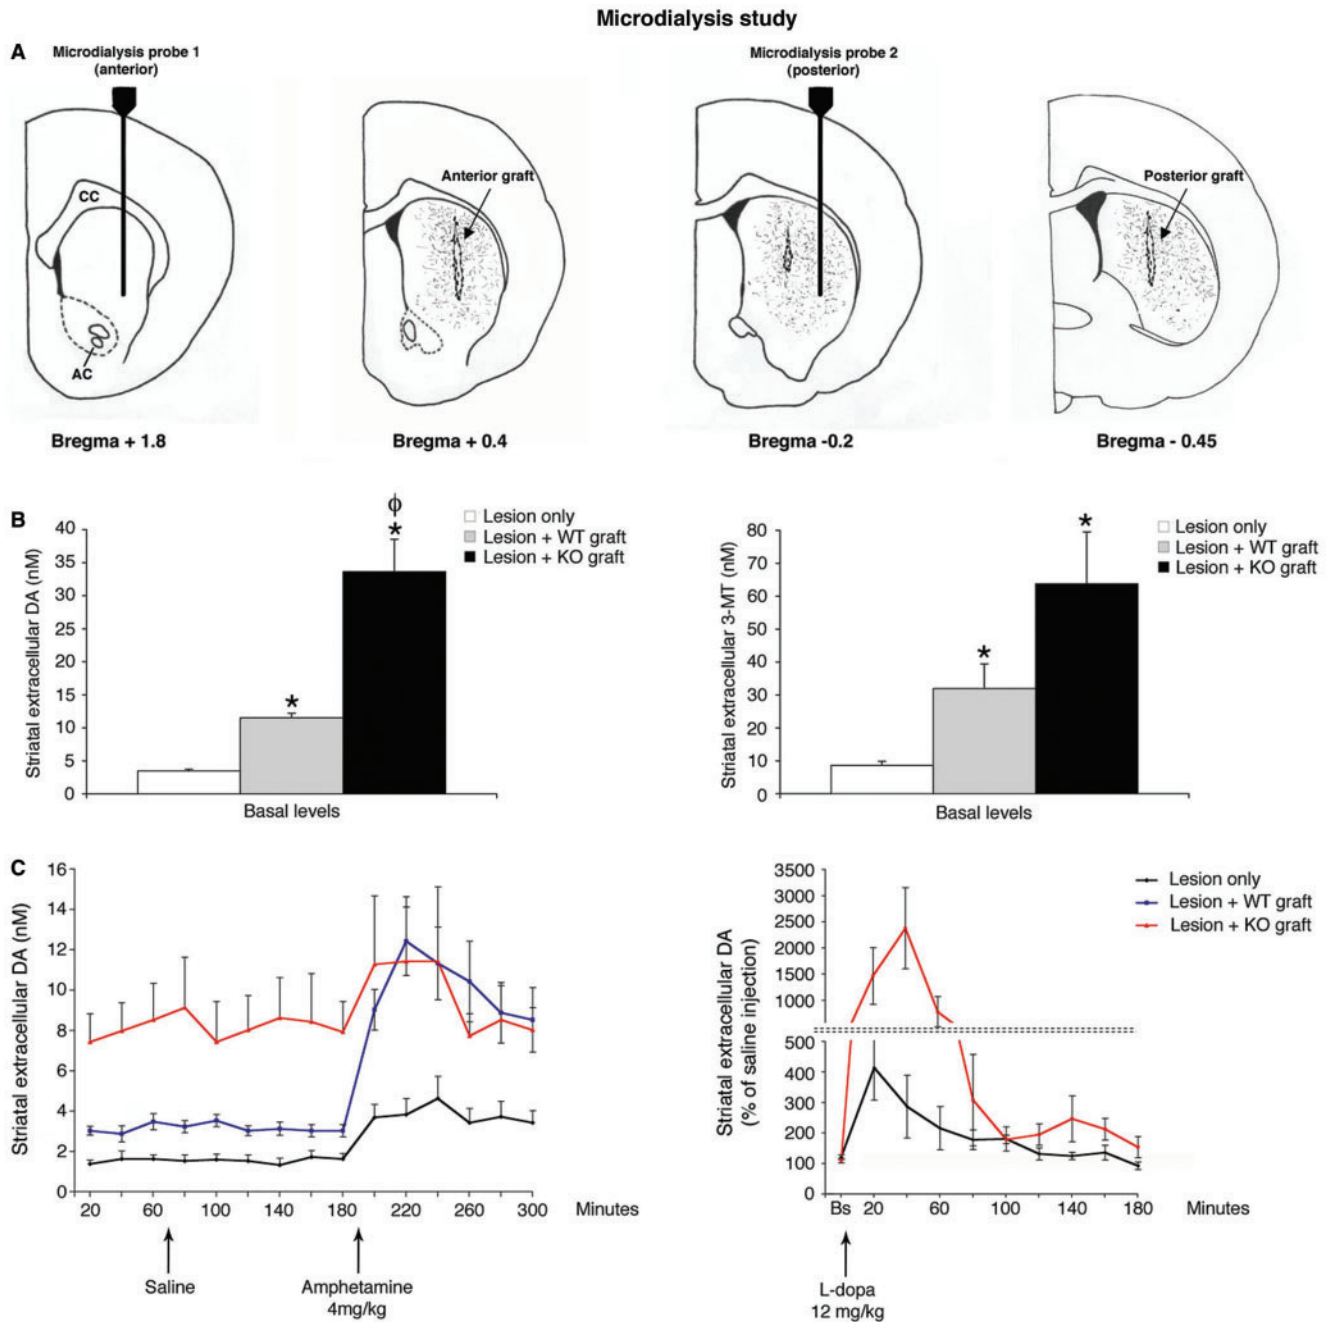 Microdialysis study
A
Microdialysis probe 1
(anterior)
Microdialysis probe 2
(posterior)
CC
AC
Anterior graft
Posterior graft
Bregma + 1.8
Bregma + 0.4
Bregma -0.2
Bregma - 0.45
B
Striatal extracellular DA (nM)
40
35
30
25
20
15
10
5
0
ϕ
*
*
Basal levels
Lesion only
Lesion + WT graft
Lesion + KO graft
Striatal extracellular 3-MT (nM)
80
70
60
50
40
30
20
10
0
*
*
Basal levels
Lesion only
Lesion + WT graft
Lesion + KO graft
C
Striatal extracellular DA (nM)
16
14
12
10
8
6
4
2
0
20 60 100 140 180 220 260 300 Minutes
Saline
Amphetamine
4mg/kg
Striatal extracellular DA
(% of saline injection)
3500
3000
2500
2000
1500
1000
500
400
300
200
100
0
Bs 20 60 100 140 180 Minutes
L-dopa
12 mg/kg
Lesion only
Lesion + WT graft
Lesion + KO graft